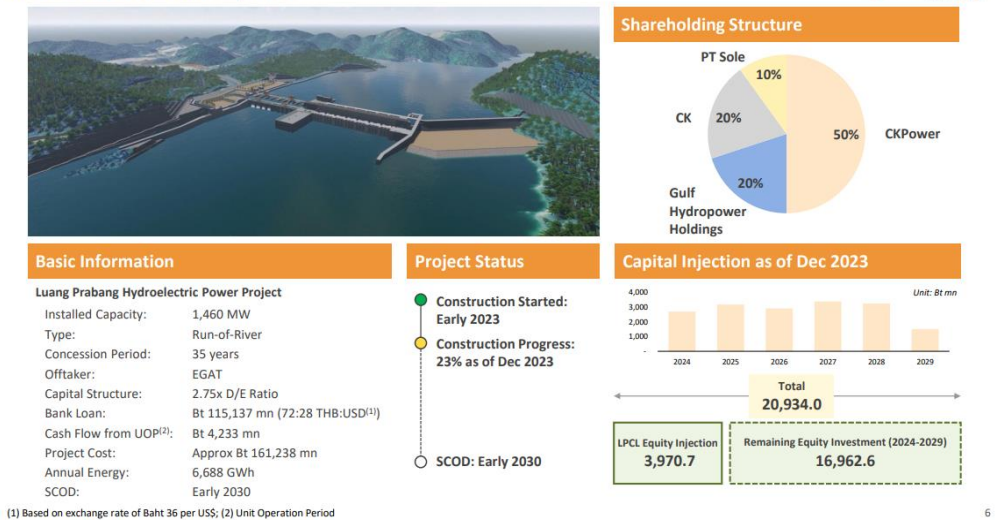 Shareholding Structure
PT Sole
10%
CK
20%
50%
CKPower
20%
Gulf
Hydropower
Holdings
Basic Information
Luang Prabang Hydroelectric Power Project
Installed Capacity: 1,460 MW
Type: Run-of-River
Concession Period: 35 years
Offtaker: EGAT
Capital Structure: 2.75x D/E Ratio
Bank Loan: Bt 115,137 mn (72:28 THB:USD(1))
Cash Flow from UOP(2): Bt 4,233 mn
Project Cost: Approx Bt 161,238 mn
Annual Energy: 6,688 GWh
SCOD: Early 2030
Project Status
Construction Started:
Early 2023
Construction Progress:
23% as of Dec 2023
SCOD: Early 2030
Capital Injection as of Dec 2023
Unit: Bt mn
4,000
3,000
2,000
1,000
-
2024 2025 2026 2027 2028 2029
Total
20,934.0
LPCL Equity Injection
3,970.7
Remaining Equity Investment (2024-2029)
16,962.6
(1) Based on exchange rate of Baht 36 per US$; (2) Unit Operation Period
6